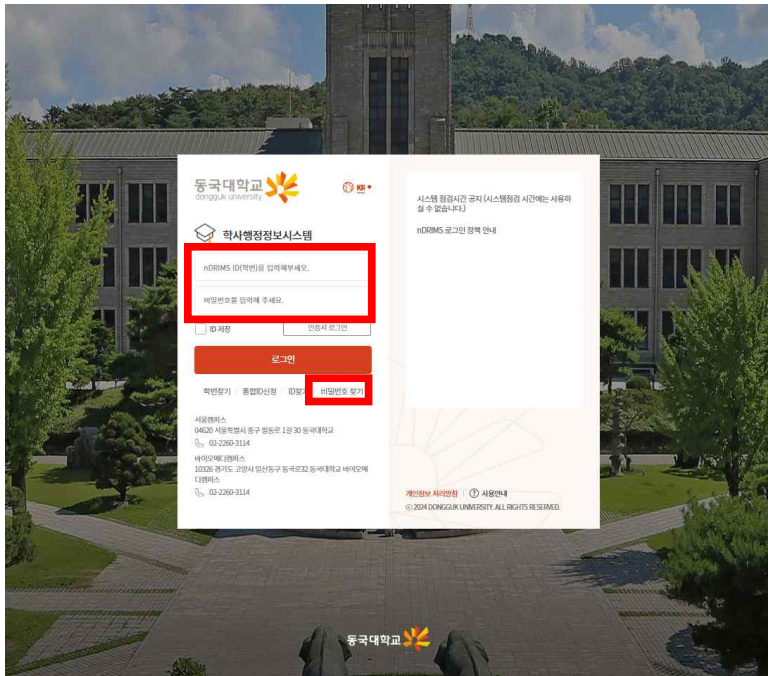 동국대학교
dongguk university
KR
학사행정정보시스템
nDRIMS ID(학번)을 입력해부세오.
비밀번호를 입력해 주세요.
ID 저장
인증서 로그인
로그인
학번찾기
통합ID신청
ID찾기
비밀번호 찾기
서울캠퍼스
04620 서울특별시 중구 필동로 1길 30 동국대학교
02-2260-3114
바이오메디캠퍼스
10326 경기도 고양시 일산동구 동국로32 동국대학교 바이오메
디캠퍼스
02-2260-3114
시스템 점검시간 공지 (시스템점검 시간에는 사용하
실 수 없습니다.)
nDRIMS 로그인 정책 안내
개인정보 처리방침
? 사용안내
ⓒ 2024 DONGGUK UNIVERSITY. ALL RIGHTS RESERVED.
동국대학교